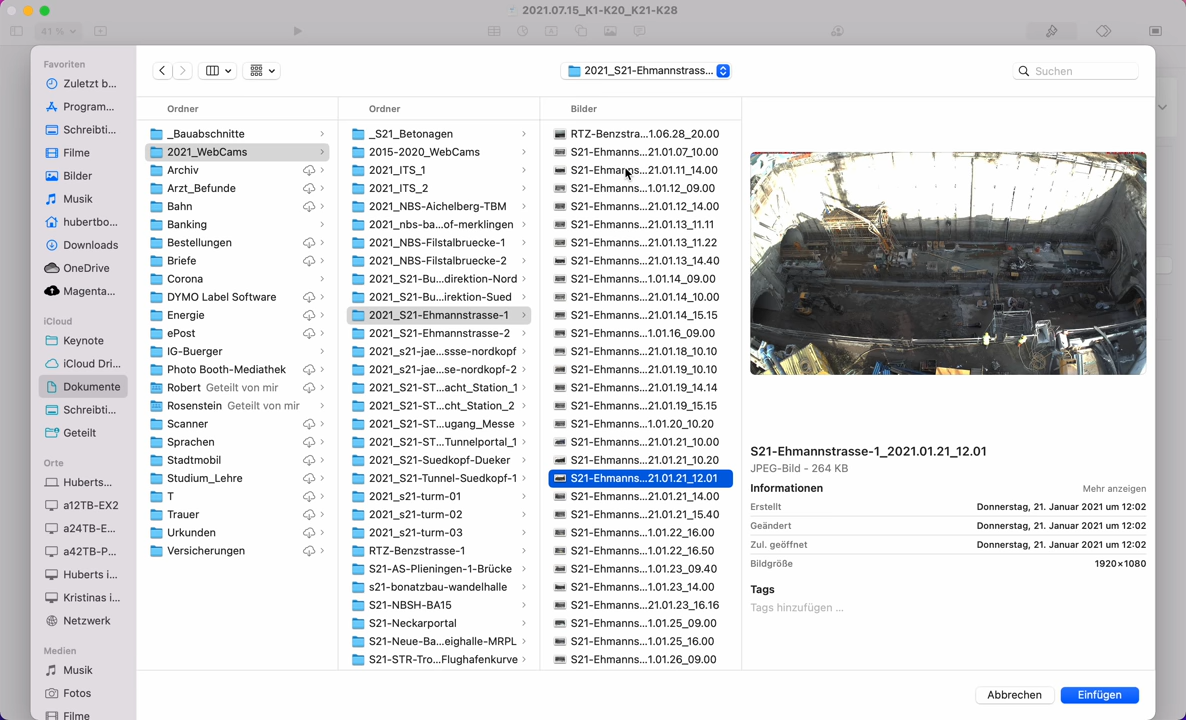 2021.07.15_K1-K20_K21-K28
41 %
2021_S21-Ehmannstrass...
Suchen
Favoriten
Zuletzt b...
Program...
Schreibti...
Filme
Bilder
Musik
hubertbo...
Downloads
OneDrive
Magenta...
iCloud
Keynote
iCloud Dri...
Dokumente
Schreibti...
Geteilt
Orte
Huberts...
a12TB-EX2
a24TB-E...
a42TB-P...
Huberts i...
Kristinas i...
Netzwerk
Medien
Musik
Fotos
Filme
Ordner
_Bauabschnitte
2021_WebCams
Archiv
Arzt_Befunde
Bahn
Banking
Bestellungen
Briefe
Corona
DYMO Label Software
Energie
ePost
IG-Buerger
Photo Booth-Mediathek
Robert Geteilt von mir
Rosenstein Geteilt von mir
Scanner
Sprachen
Stadtmobil
Studium_Lehre
T
Trauer
Urkunden
Versicherungen
Ordner
_S21_Betonagen
2015-2020_WebCams
2021_ITS_1
2021_ITS_2
2021_NBS-Aichelberg-TBM
2021_nbs-ba...of-merklingen
2021_NBS-Filstalbruecke-1
2021_NBS-Filstalbruecke-2
2021_S21-Bu...direktion-Nord
2021_S21-Bu...irektion-Sued
2021_S21-Ehmannstrasse-1
2021_S21-Ehmannstrasse-2
2021_s21-jae...ssse-nordkopf
2021_s21-jae...se-nordkopf-2
2021_S21-ST...acht_Station_1
2021_S21-ST...cht_Station_2
2021_S21-ST...ugang_Messe
2021_S21-ST...Tunnelportal_1
2021_S21-Suedkopf-Dueker
2021_S21-Tunnel-Suedkopf-1
2021_s21-turm-01
2021_s21-turm-02
2021_s21-turm-03
RTZ-Benzstrasse-1
S21-AS-Plieningen-1-Brücke
s21-bonatzbau-wandelhalle
S21-NBSH-BA15
S21-Neckarportal
S21-Neue-Ba...eighalle-MRPL
S21-STR-Tro...Flughafenkurve
Bilder
RTZ-Benzstra...1.06.28_20.00
S21-Ehmanns...21.01.07_10.00
S21-Ehmanns...21.01.11_14.00
S21-Ehmanns...1.01.12_09.00
S21-Ehmanns...21.01.12_14.00
S21-Ehmanns...21.01.13_11.11
S21-Ehmanns...21.01.13_11.22
S21-Ehmanns...21.01.13_14.40
S21-Ehmanns...1.01.14_09.00
S21-Ehmanns...21.01.14_10.00
S21-Ehmanns...21.01.14_15.15
S21-Ehmanns...1.01.16_09.00
S21-Ehmanns...21.01.18_10.10
S21-Ehmanns...21.01.19_10.10
S21-Ehmanns...21.01.19_14.14
S21-Ehmanns...21.01.19_15.15
S21-Ehmanns...1.01.20_10.20
S21-Ehmanns...21.01.21_10.00
S21-Ehmanns...21.01.21_10.20
S21-Ehmanns...21.01.21_12.01
S21-Ehmanns...21.01.21_14.00
S21-Ehmanns...21.01.21_15.40
S21-Ehmanns...1.01.22_16.00
S21-Ehmanns...1.01.22_16.50
S21-Ehmanns...1.01.23_09.40
S21-Ehmanns...1.01.23_14.00
S21-Ehmanns...21.01.23_16.16
S21-Ehmanns...1.01.25_09.00
S21-Ehmanns...1.01.25_16.00
S21-Ehmanns...1.01.26_09.00
S21-Ehmannstrasse-1_2021.01.21_12.01
JPEG-Bild - 264 KB
Informationen Mehr anzeigen
Erstellt Donnerstag, 21. Januar 2021 um 12:02
Geändert Donnerstag, 21. Januar 2021 um 12:02
Zul. geöffnet Donnerstag, 21. Januar 2021 um 12:02
Bildgröße 1920×1080
Tags
Tags hinzufügen ...
Abbrechen
Einfügen